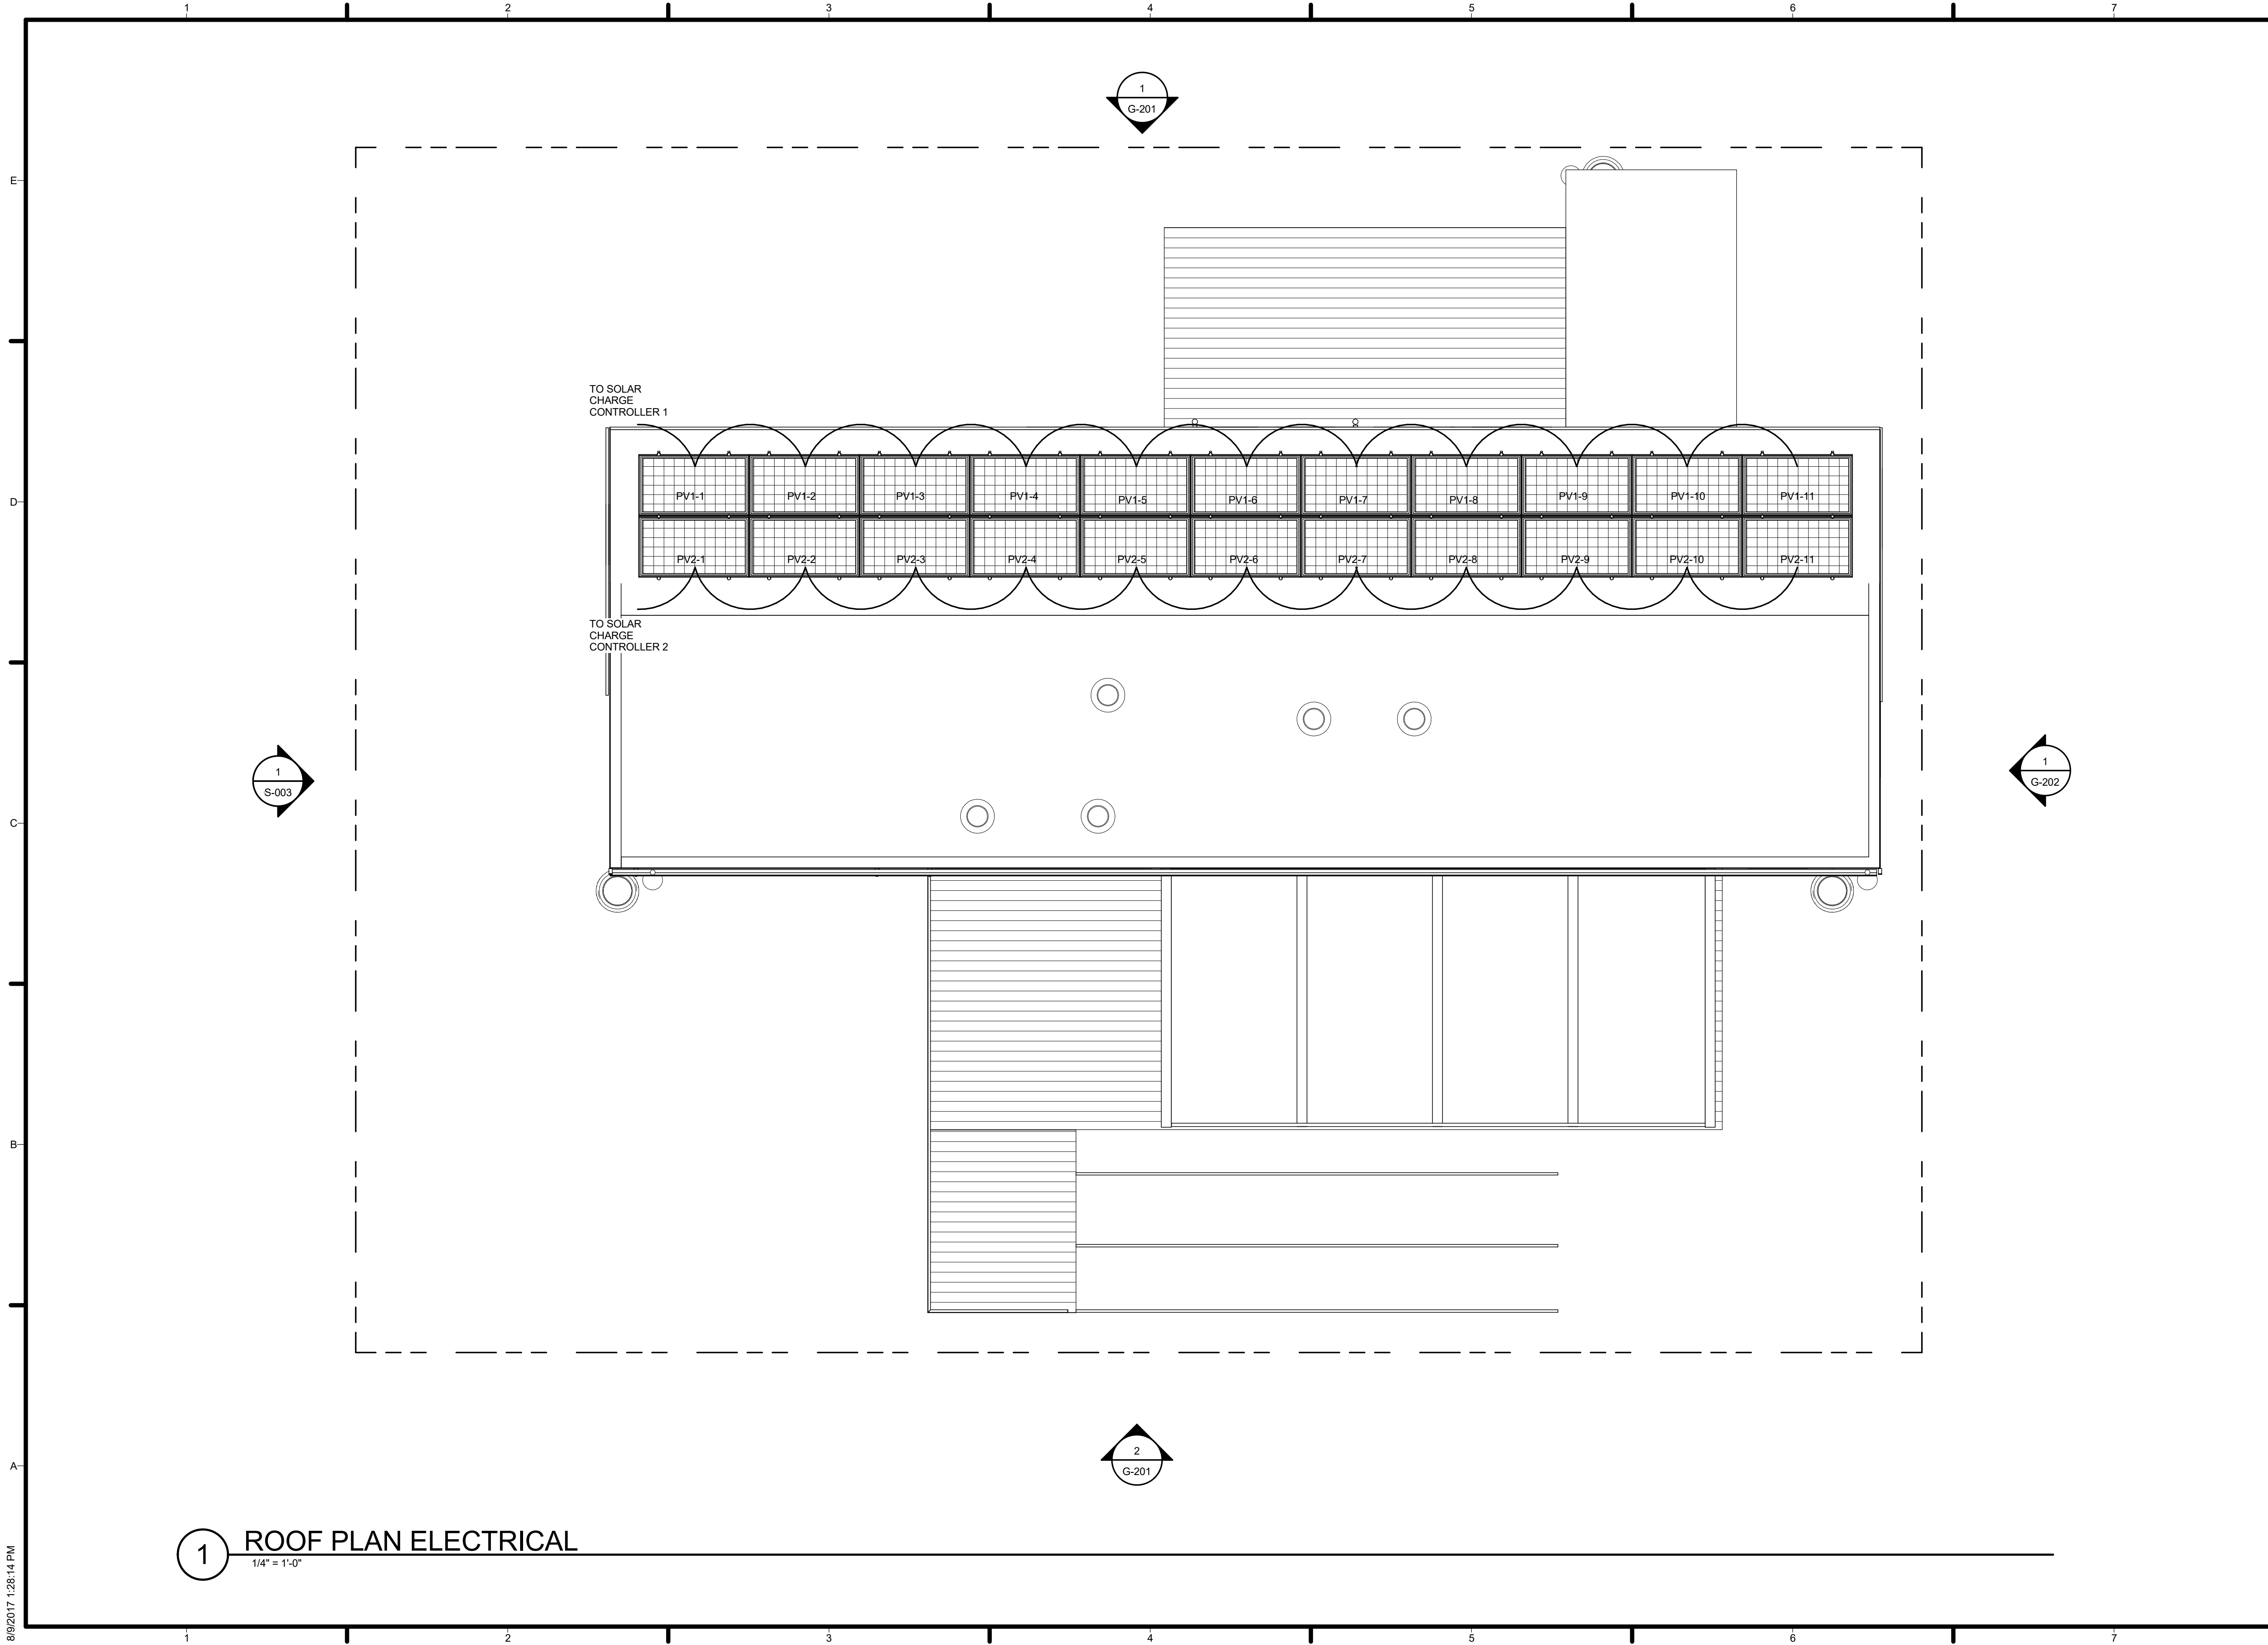 1 2 3 4 5 6 7
1
G-201
E
TO SOLAR
CHARGE
CONTROLLER 1
D
PV1-1 PV1-2 PV1-3 PV1-4 PV1-5 PV1-6 PV1-7 PV1-8 PV1-9 PV1-10 PV1-11
PV2-1 PV2-2 PV2-3 PV2-4 PV2-5 PV2-6 PV2-7 PV2-8 PV2-9 PV2-10 PV2-11
TO SOLAR
CHARGE
CONTROLLER 2
1
S-003
1
G-202
C
B
2
G-201
A
1 ROOF PLAN ELECTRICAL
1/4" = 1'-0"
8/9/2017 1:28:14 PM
1 2 3 4 5 6 7